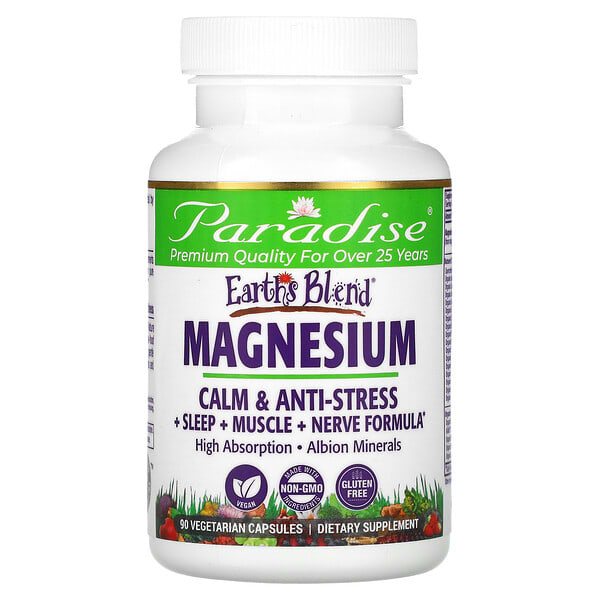 Paradise®
Premium Quality For Over 25 Years
Earth's Blend®
MAGNESIUM
CALM & ANTI-STRESS
+ SLEEP + MUSCLE + NERVE FORMULA*
High Absorption • Albion Minerals
VEGAN
MADE WITH
NON-GMO
INGREDIENTS
GLUTEN
FREE
90 VEGETARIAN CAPSULES | DIETARY SUPPLEMENT